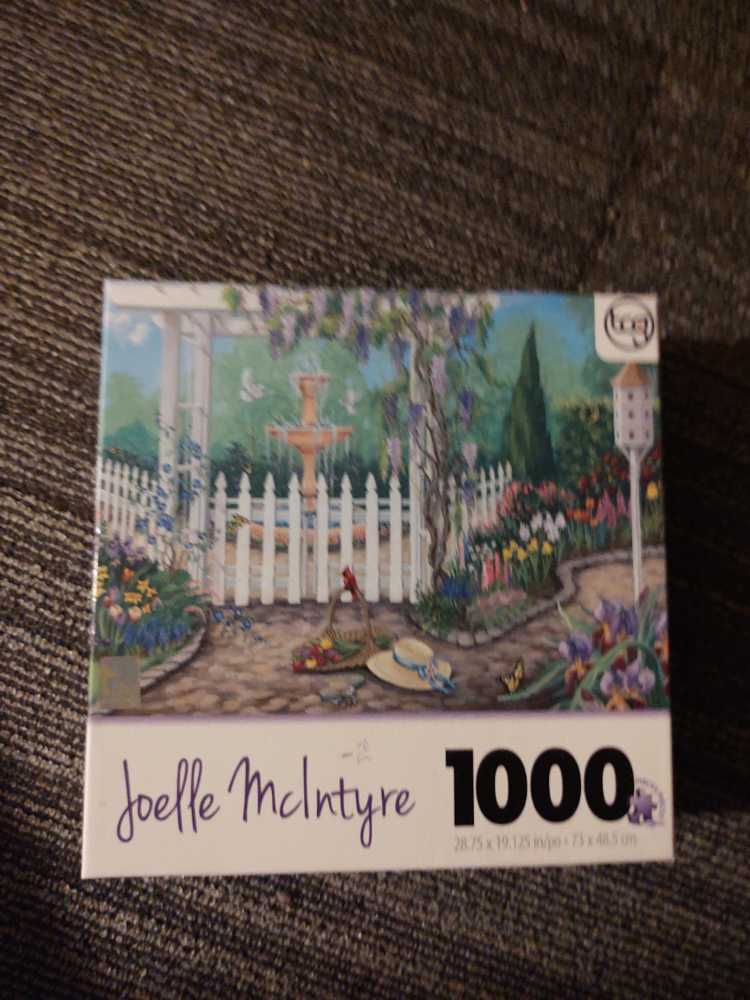 Joelle McIntyre
1000
28.75 x 19.125 in/po • 73 x 48.5 cm